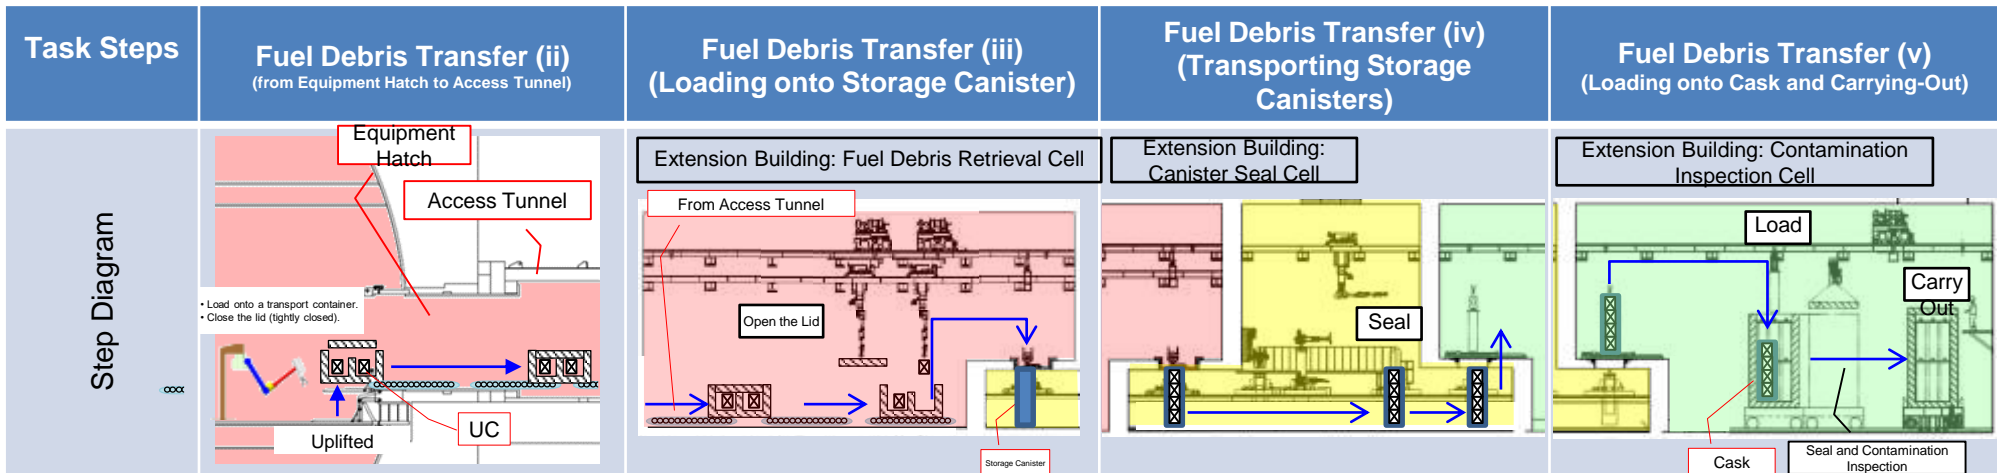 Task Steps
Fuel Debris Transfer (ii)
(from Equipment Hatch to Access Tunnel)
Fuel Debris Transfer (iii)
(Loading onto Storage Canister)
Fuel Debris Transfer (iv)
(Transporting Storage
Canisters)
Fuel Debris Transfer (v)
(Loading onto Cask and Carrying-Out)
Step Diagram
Equipment
Hatch
Access Tunnel
• Load onto a transport container.
• Close the lid (tightly closed).
Uplifted
UC
Extension Building: Fuel Debris Retrieval Cell
From Access Tunnel
Open the Lid
Storage Canister
Extension Building:
Canister Seal Cell
Seal
Extension Building: Contamination
Inspection Cell
Load
Carry
Out
Cask
Seal and Contamination
Inspection